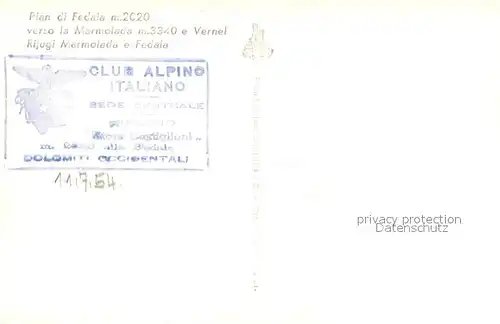 Pian di Fedaia m.2020
verso la Marmolada m.3340 e Vernel
Rifugi Marmolada e Fedaia
CLUB ALPINO
ITALIANO
SEDE CENTRALE
DOLOMITI OCCIDENTALI
11.7.64.
privacy protection
Datenschutz